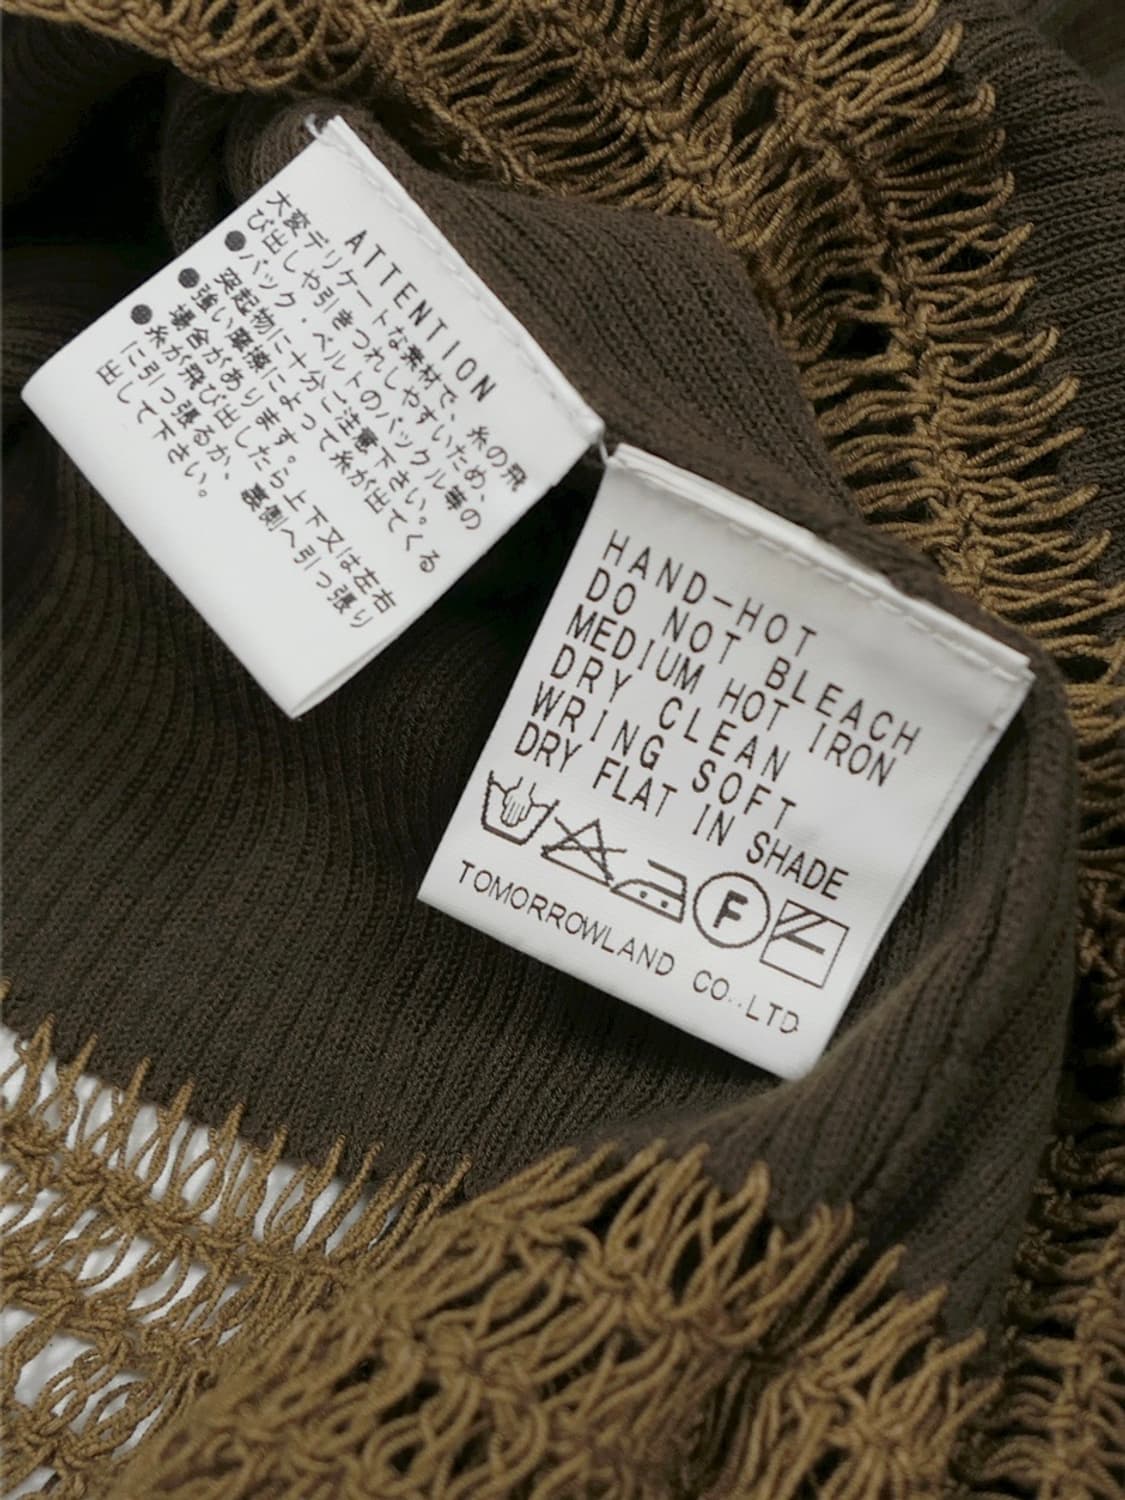 ATTENTION
大変デリケートな素材で、糸の飛
び出しや引きつれしやすいため、
●バック・ベルトのバックル等の
突起物に十分ご注意下さい。
●強い摩擦によって糸が出てくる
場合があります。
●糸が飛び出したら上下又は左右
に引っ張るか、裏側へ引っ張り
出して下さい。
HAND-HOT
DO NOT BLEACH
MEDIUM HOT IRON
DRY CLEAN
WRING SOFT
DRY FLAT IN SHADE
F
TOMORROWLAND CO.,LTD